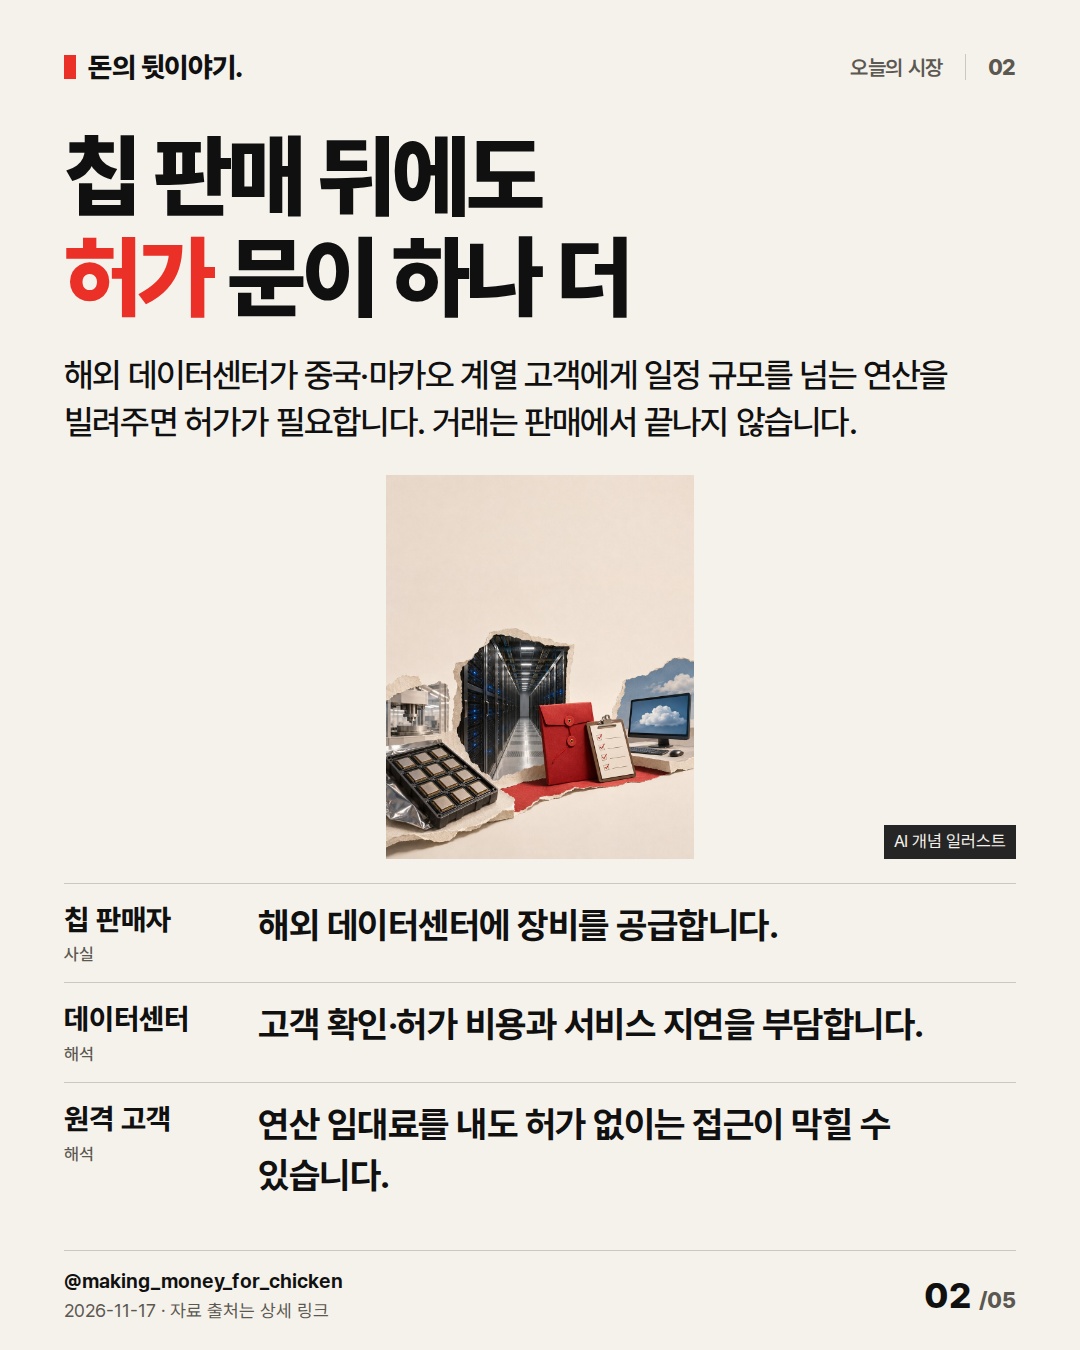 돈의 뒷이야기.
오늘의 시장
02
칩 판매 뒤에도
허가 문이 하나 더
해외 데이터센터가 중국·마카오 계열 고객에게 일정 규모를 넘는 연산을
빌려주면 허가가 필요합니다. 거래는 판매에서 끝나지 않습니다.
AI 개념 일러스트
칩 판매자
사실
해외 데이터센터에 장비를 공급합니다.
데이터센터
해석
고객 확인·허가 비용과 서비스 지연을 부담합니다.
원격 고객
해석
연산 임대료를 내도 허가 없이는 접근이 막힐 수
있습니다.
@making_money_for_chicken
2026-11-17 · 자료 출처는 상세 링크
02 /05